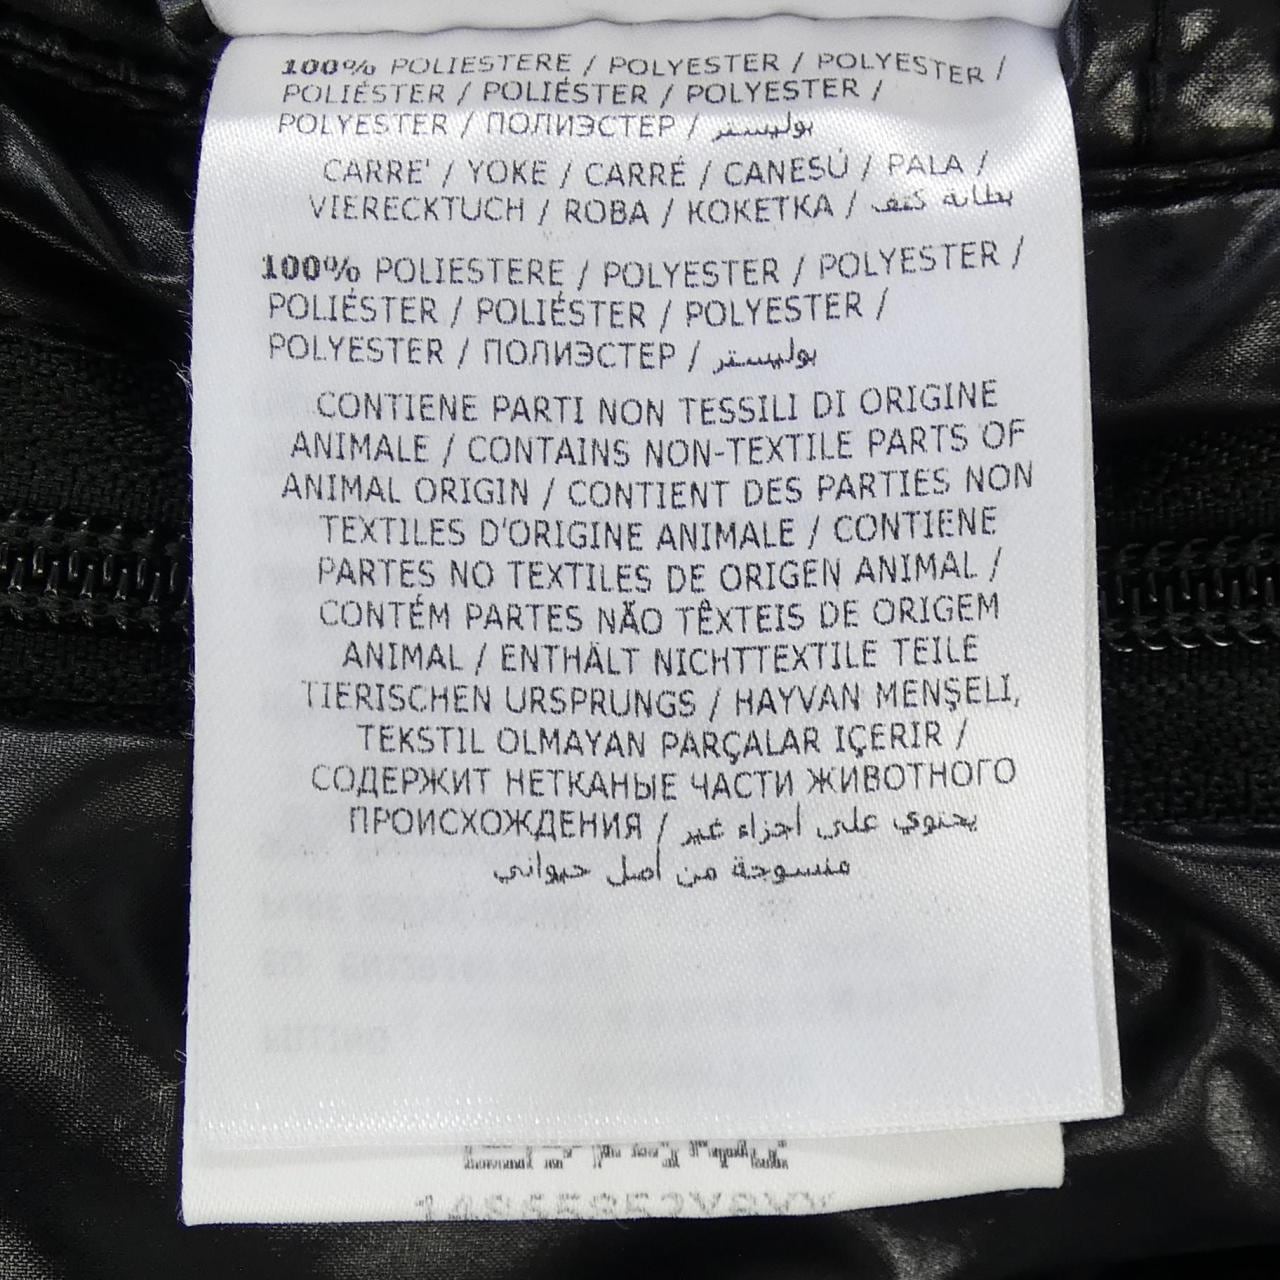 100% POLIESTERE / POLYESTER / POLYESTER /
POLIÉSTER / POLIÉSTER / POLYESTER /
POLYESTER / ПОЛИЭСТЕР / بوليستر
CARRE' / YOKE / CARRÉ / CANESÚ / PALA /
VIERECKTUCH / ROBA / КОКЕТКА / بطانة كتف
100% POLIESTERE / POLYESTER / POLYESTER /
POLIÉSTER / POLIÉSTER / POLYESTER /
POLYESTER / ПОЛИЭСТЕР / بوليستر
CONTIENE PARTI NON TESSILI DI ORIGINE
ANIMALE / CONTAINS NON-TEXTILE PARTS OF
ANIMAL ORIGIN / CONTIENT DES PARTIES NON
TEXTILES D'ORIGINE ANIMALE / CONTIENE
PARTES NO TEXTILES DE ORIGEN ANIMAL /
CONTÉM PARTES NÃO TÊXTEIS DE ORIGEM
ANIMAL / ENTHÄLT NICHTTEXTILE TEILE
TIERISCHEN URSPRUNGS / HAYVAN MENŞELI,
TEKSTIL OLMAYAN PARÇALAR IÇERIR /
СОДЕРЖИТ НЕТКАНЫЕ ЧАСТИ ЖИВОТНОГО
ПРОИСХОЖДЕНИЯ / يحتوي على أجزاء غير
منسوجة من أصل حيواني